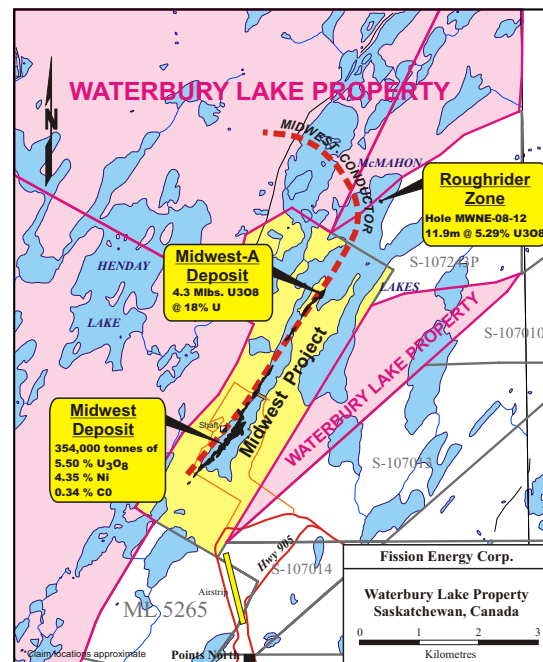 WATERBURY LAKE PROPERTY
N
MIDWEST CONDUCTOR
McMAHON
Roughrider
Zone
Hole MWNE-08-12
11.9m @ 5.29% U3O8
S-107243P
HENDAY
LAKE
Midwest-A
Deposit
4.3 Mlbs. U3O8
@ 18% U
LAKES
S-107010
Midwest Project
WATERBURY LAKE PROPERTY
Shaft
Midwest
Deposit
354,000 tonnes of
5.50 % U₃O₈
4.35 % Ni
0.34 % C0
S-107013
Hwy 905
S-107014
Airstrip
ML 5265
*Claim locations approximate
Points North
Fission Energy Corp.
Waterbury Lake Property
Saskatchewan, Canada
0 1 2 3
Kilometres